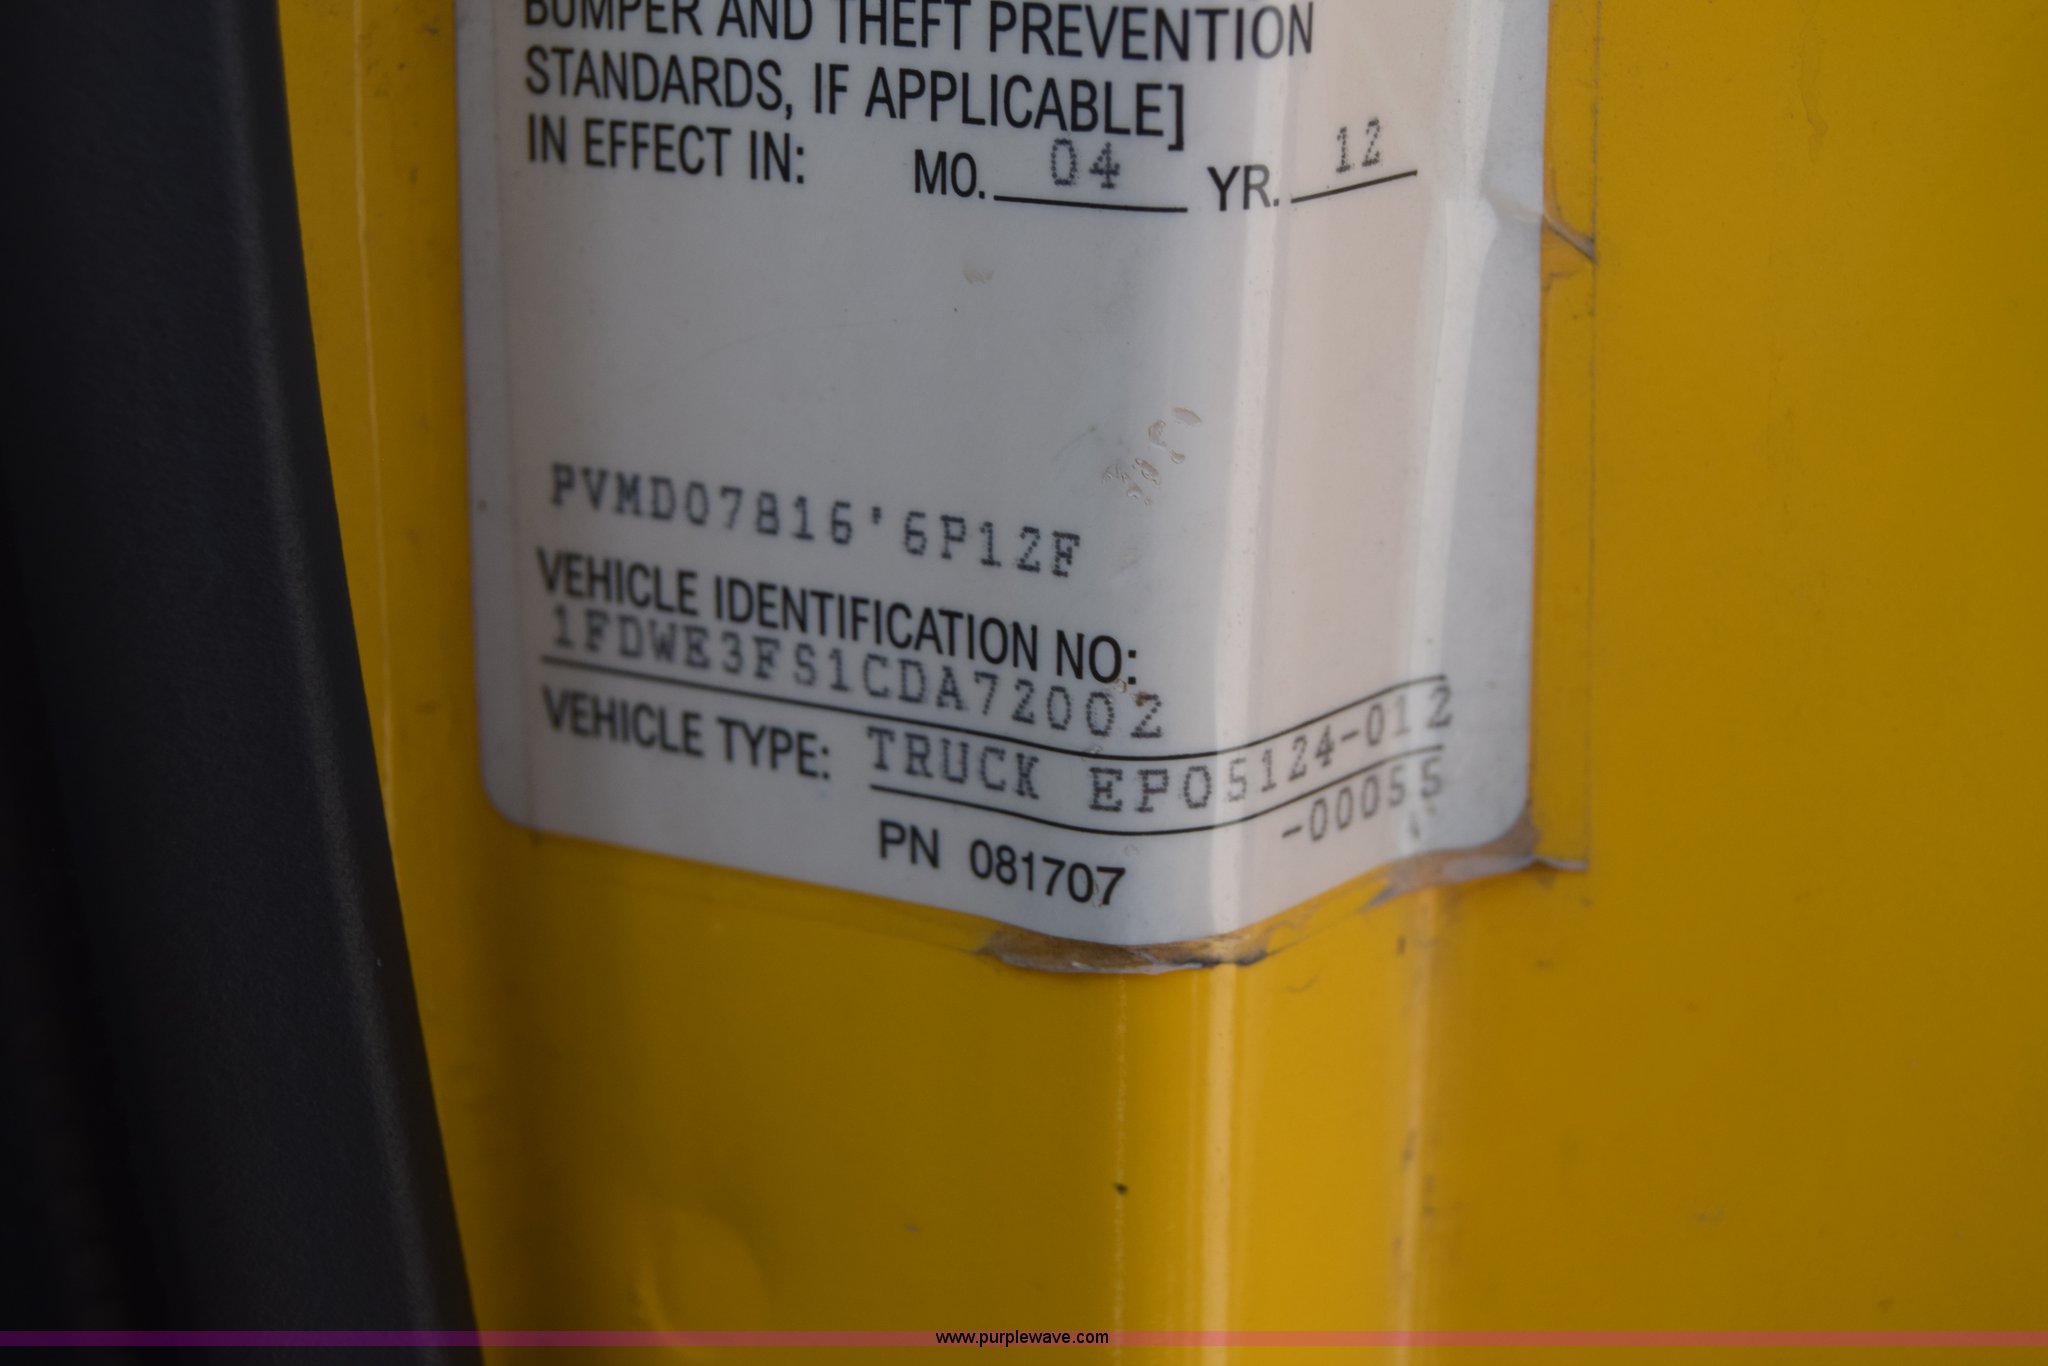 BUMPER AND THEFT PREVENTION
STANDARDS, IF APPLICABLE]
IN EFFECT IN: MO. 04 YR. 12
PVMD07816'6P12F
VEHICLE IDENTIFICATION NO:
1FDWE3FS1CDA72002
VEHICLE TYPE: TRUCK EP05124-012
-00055
PN 081707
www.purplewave.com